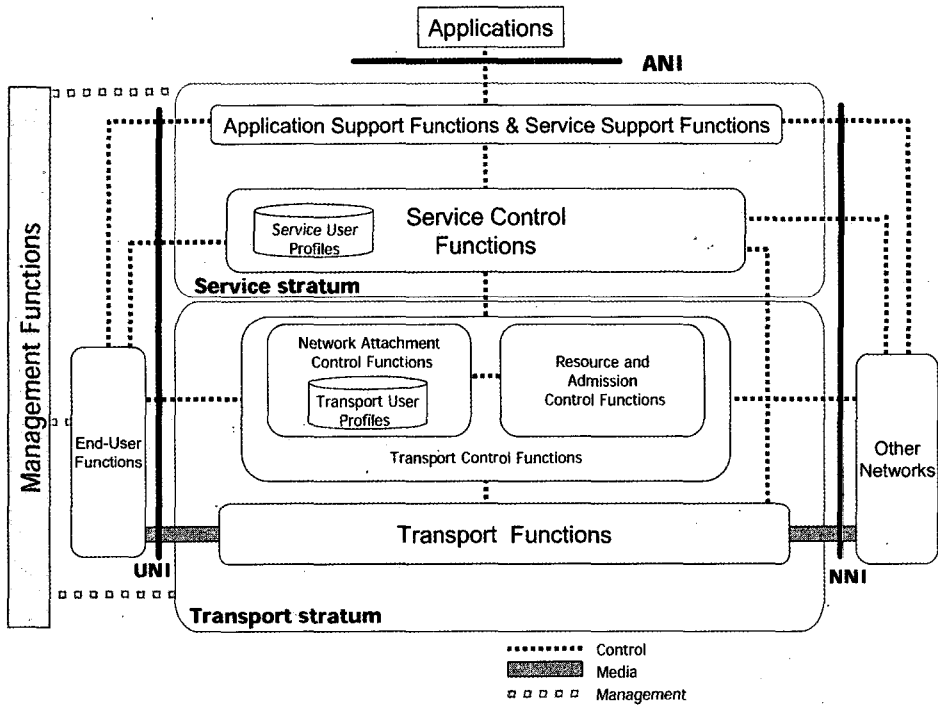 Applications
ANI
Application Support Functions & Service Support Functions
Service User
Profiles
Service Control
Functions
Service stratum
Management Functions
Network Attachment
Control Functions
Transport User
Profiles
Resource and
Admission
Control Functions
Transport Control Functions
End-User
Functions
Other
Networks
Transport Functions
UNI
NNI
Transport stratum
Control
Media
Management